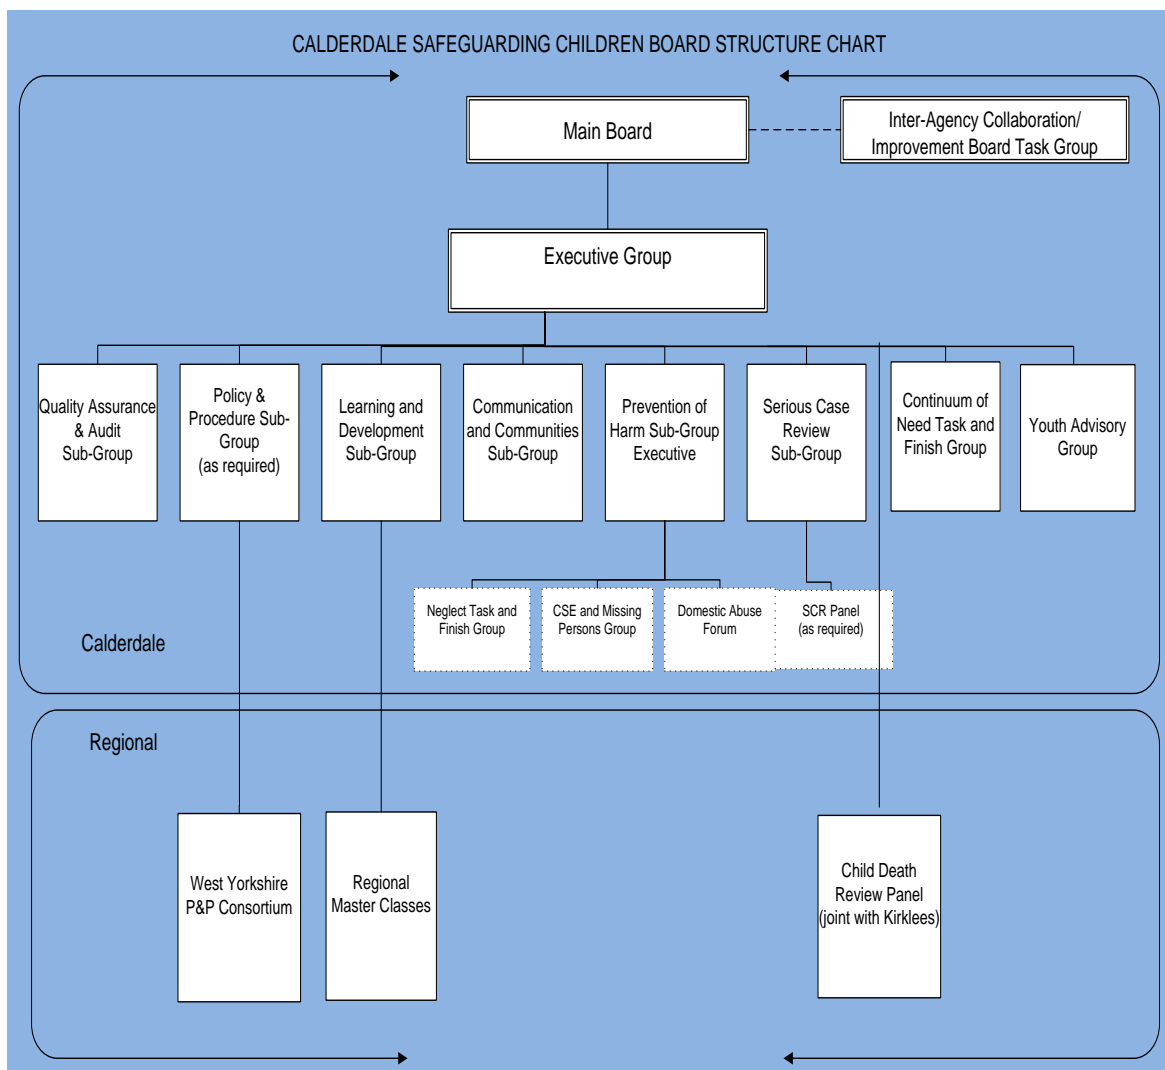 CALDERDALE SAFEGUARDING CHILDREN BOARD STRUCTURE CHART
Main Board
Inter-Agency Collaboration/
Improvement Board Task Group
Executive Group
Quality Assurance
& Audit
Sub-Group
Policy &
Procedure Sub-
Group
(as required)
Learning and
Development
Sub-Group
Communication
and Communities
Sub-Group
Prevention of
Harm Sub-Group
Executive
Serious Case
Review
Sub-Group
Continuum of
Need Task and
Finish Group
Youth Advisory
Group
Neglect Task and
Finish Group
CSE and Missing
Persons Group
Domestic Abuse
Forum
SCR Panel
(as required)
Calderdale
Regional
West Yorkshire
P&P Consortium
Regional
Master Classes
Child Death
Review Panel
(joint with Kirklees)